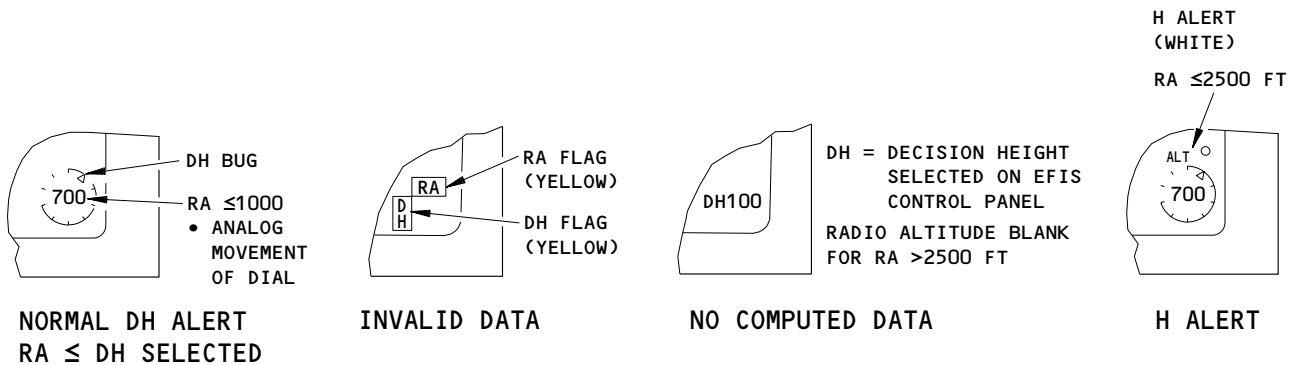 700
DH BUG
RA ≤1000
• ANALOG
MOVEMENT
OF DIAL
NORMAL DH ALERT
RA ≤ DH SELECTED
RA
D
H
RA FLAG
(YELLOW)
DH FLAG
(YELLOW)
INVALID DATA
DH100
DH = DECISION HEIGHT
SELECTED ON EFIS
CONTROL PANEL
RADIO ALTITUDE BLANK
FOR RA >2500 FT
NO COMPUTED DATA
H ALERT
(WHITE)
RA ≤2500 FT
ALT
700
H ALERT